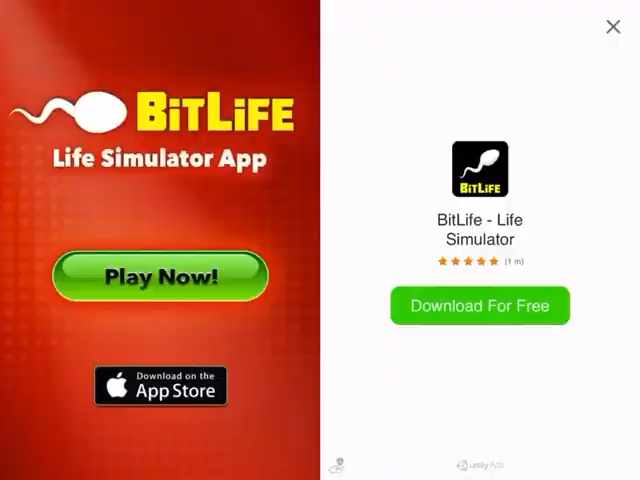 BiTLiFE
Life Simulator App
Play Now!
Download on the
App Store
BiTLiFE
BitLife - Life
Simulator
(1 m)
Download For Free
unity Ads